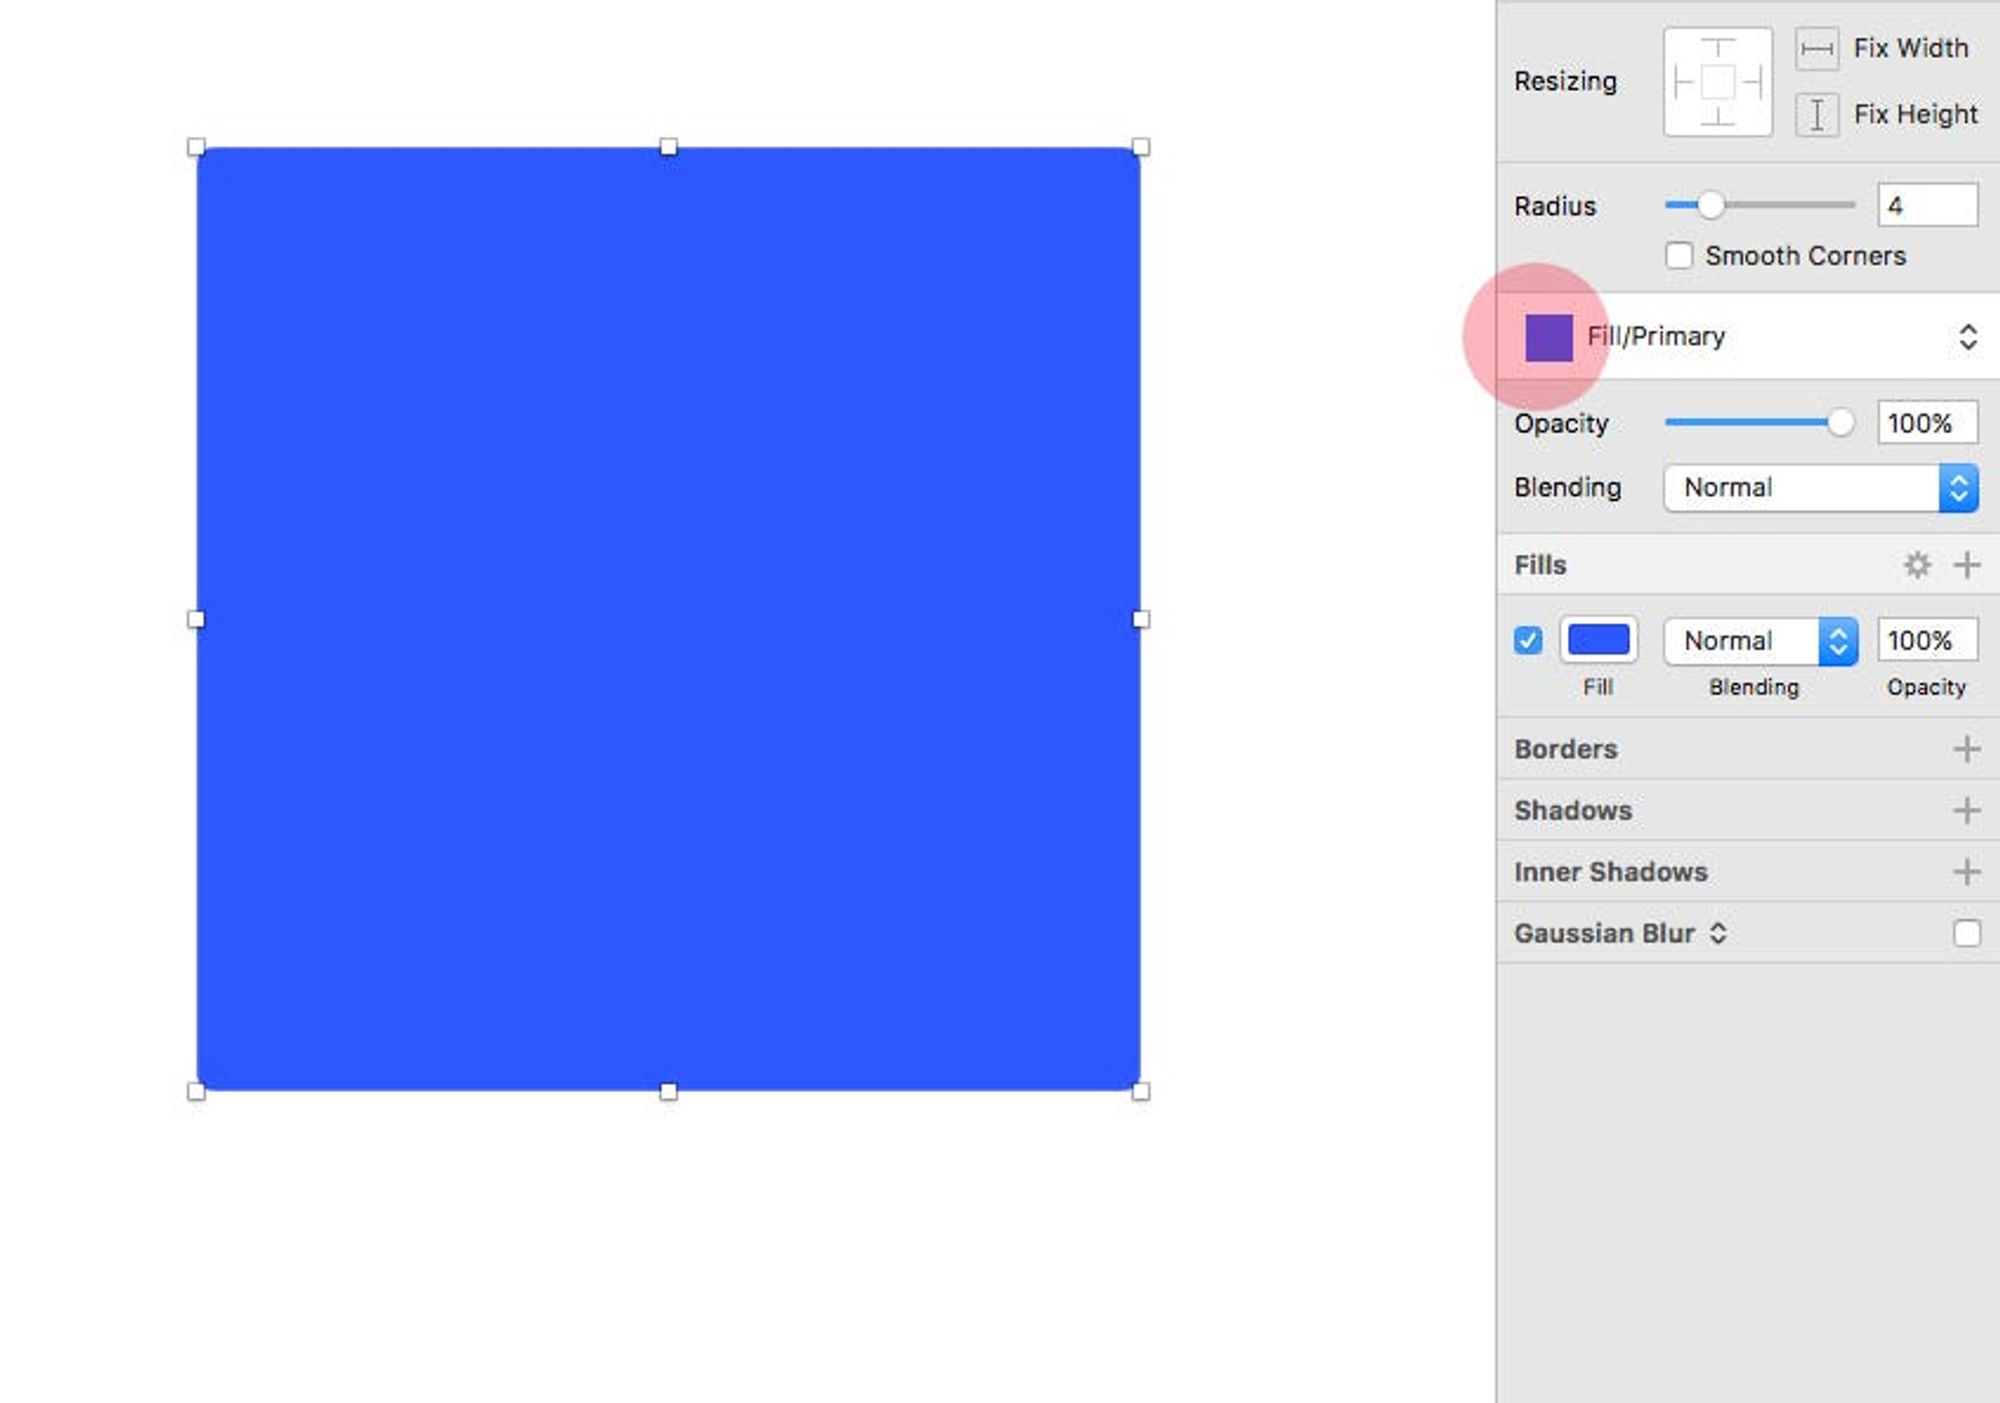 Resizing
Fix Width
Fix Height
Radius
4
Smooth Corners
Fill/Primary
Opacity
100%
Blending
Normal
Fills
Normal
100%
Fill
Blending
Opacity
Borders
Shadows
Inner Shadows
Gaussian Blur